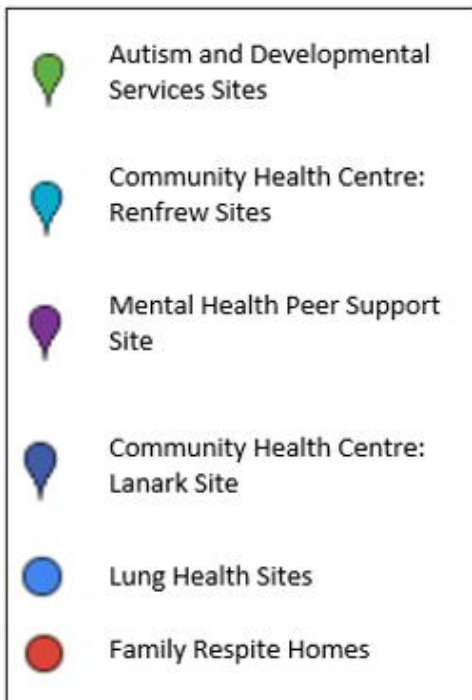 Autism and Developmental
Services Sites
Community Health Centre:
Renfrew Sites
Mental Health Peer Support
Site
Community Health Centre:
Lanark Site
Lung Health Sites
Family Respite Homes